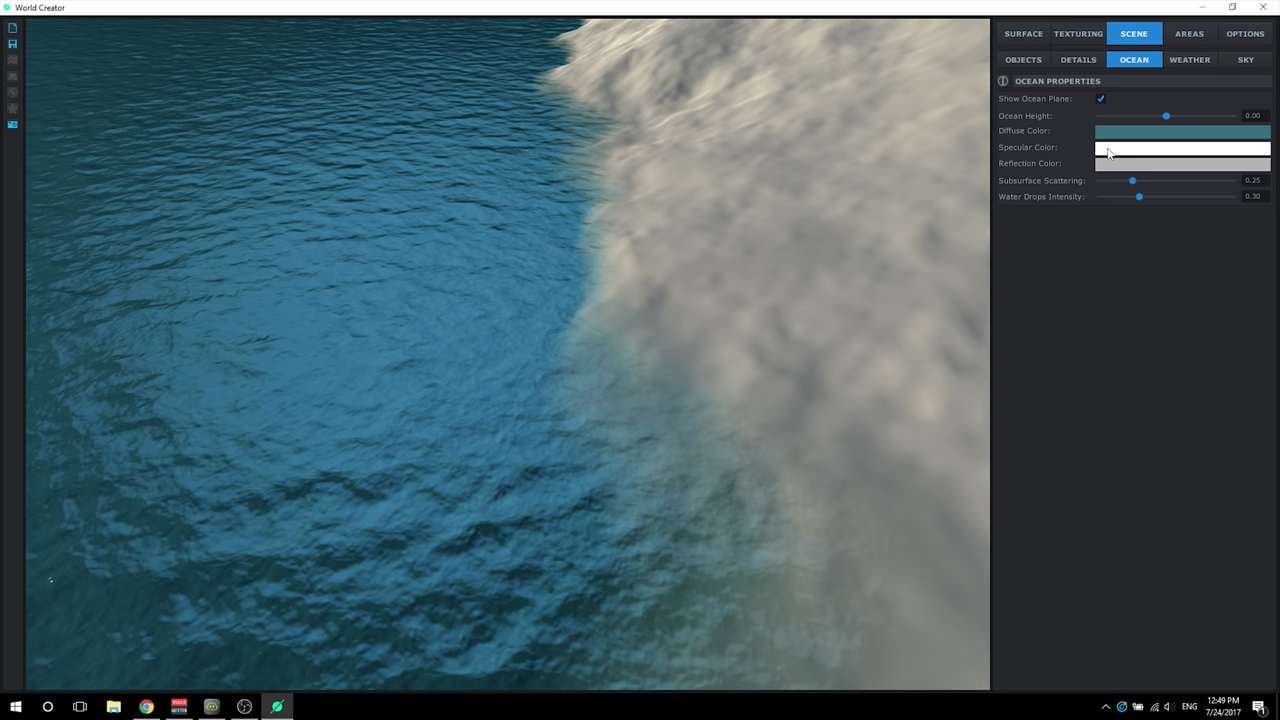 World Creator
SURFACE TEXTURING SCENE AREAS OPTIONS
OBJECTS DETAILS OCEAN WEATHER SKY
OCEAN PROPERTIES
Show Ocean Plane:
Ocean Height: 0.00
Diffuse Color:
Specular Color:
Reflection Color:
Subsurface Scattering: 0.25
Water Drops Intensity: 0.30
ENG
12:49 PM
7/24/2017
1